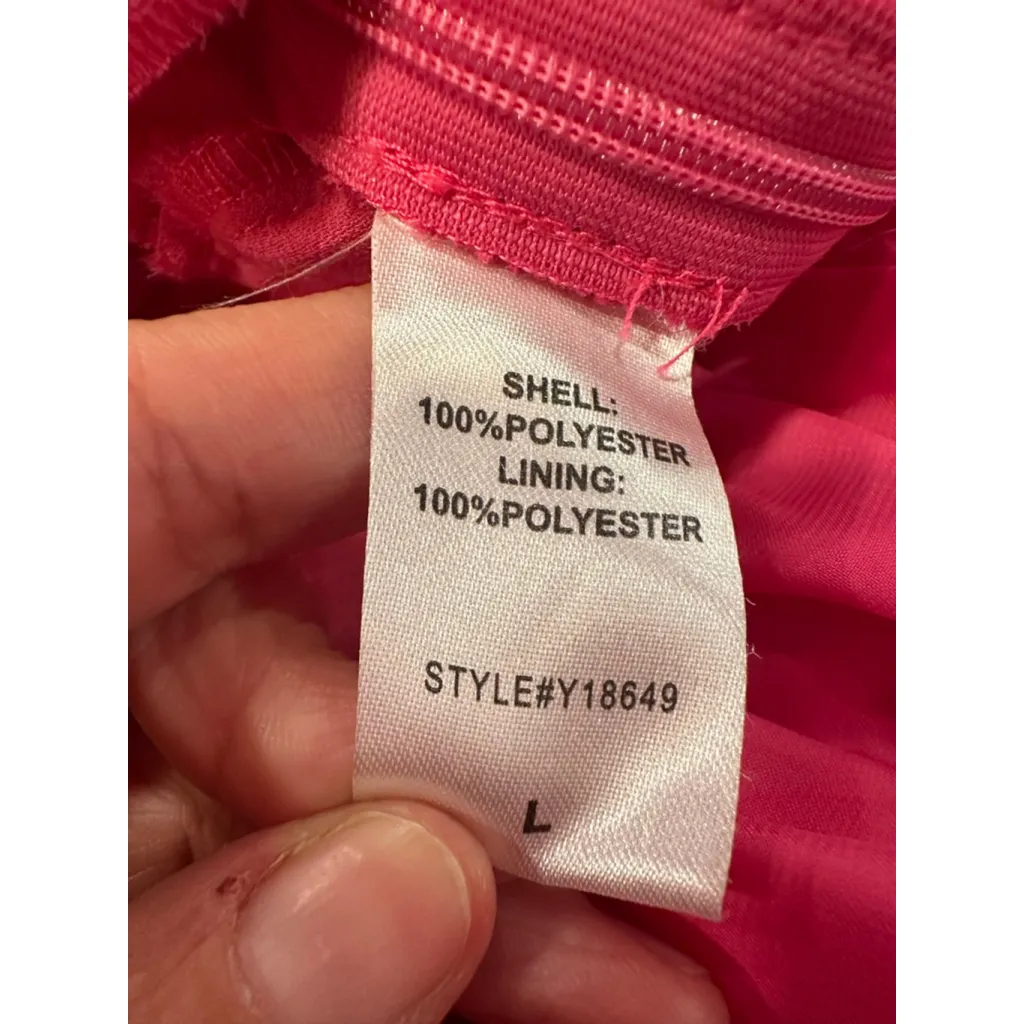 SHELL:
100%POLYESTER
LINING:
100%POLYESTER
STYLE#Y18649
L